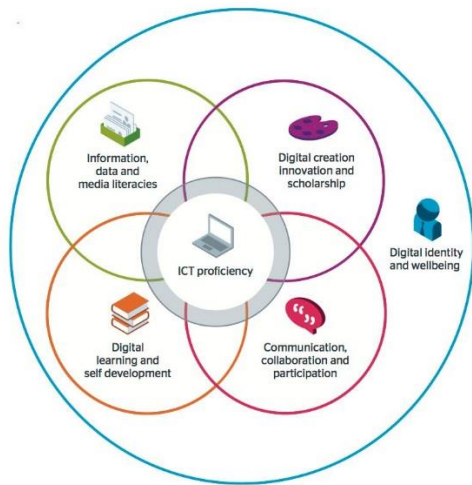 Information,
data and
media literacies
Digital creation
innovation and
scholarship
Digital identity
and wellbeing
ICT proficiency
Digital
learning and
self development
Communication,
collaboration and
participation